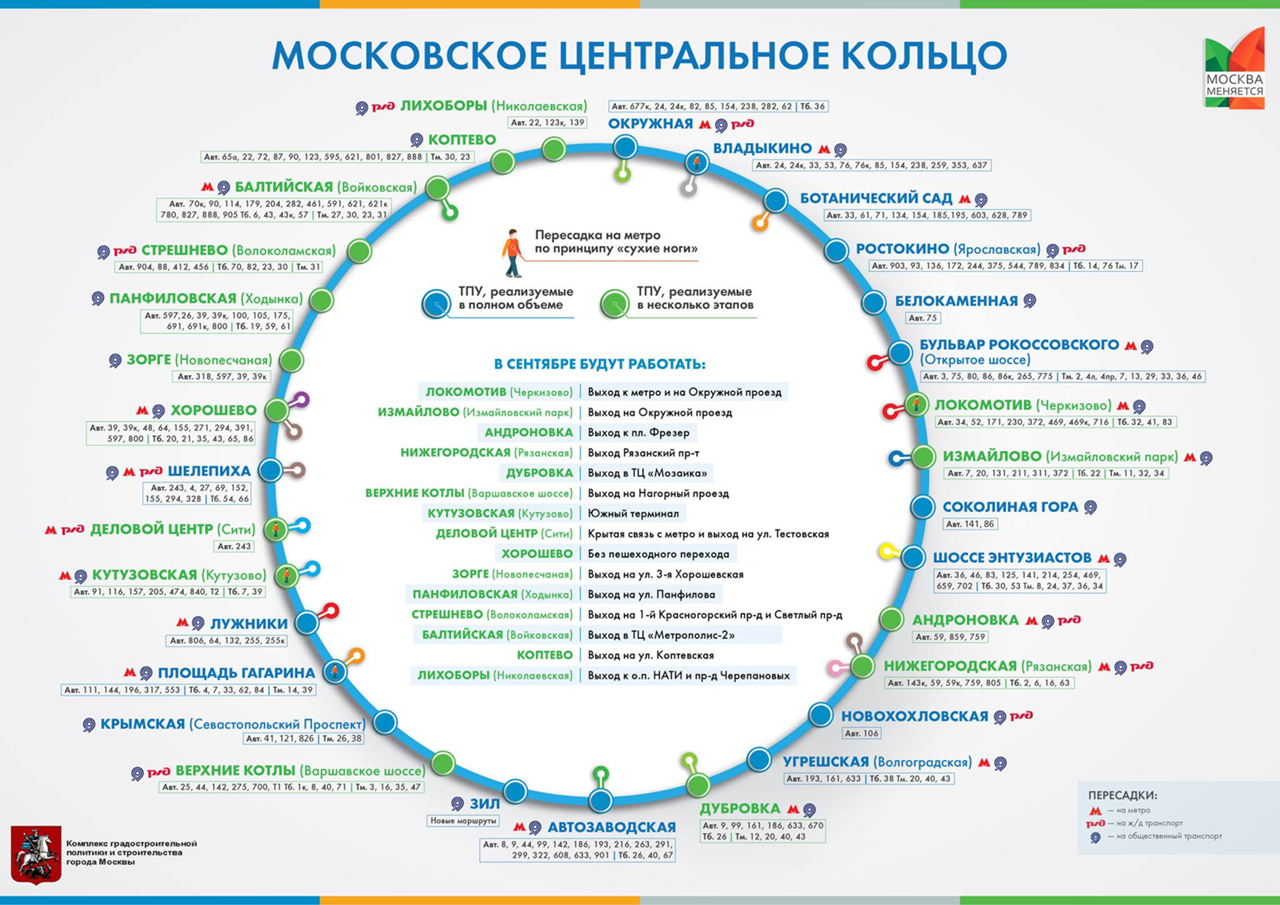 МОСКОВСКОЕ ЦЕНТРАЛЬНОЕ КОЛЬЦО
МОСКВА
МЕНЯЕТСЯ
ржд ЛИХОБОРЫ (Николаевская)
Авт. 22, 123к, 139
КОПТЕВО
Авт. 65а, 22, 72, 87, 90, 123, 595, 621, 801, 827, 888 | Тм. 30, 23
М БАЛТИЙСКАЯ (Войковская)
Авт. 70к, 90, 114, 179, 204, 282, 461, 591, 621, 621к
780, 827, 888, 905 Тб. 6, 43, 43к, 57 | Тм. 27, 30, 23, 31
ржд СТРЕШНЕВО (Волоколамская)
Авт. 904, 88, 412, 456 | Тб. 70, 82, 23, 30 | Тм. 31
ПАНФИЛОВСКАЯ (Ходынка)
Авт. 597,26, 39, 39к, 100, 105, 175,
691, 691к, 800 | Тб. 19, 59, 61
ЗОРГЕ (Новопесчаная)
Авт. 318, 597, 39, 39к
М ХОРОШЕВО
Авт. 39, 39к, 48, 64, 155, 271, 294, 391,
597, 800 | Тб. 20, 21, 35, 43, 65, 86
М ржд ШЕЛЕПИХА
Авт. 243, 4, 27, 69, 152,
155, 294, 328 | Тб. 54, 66
М ржд ДЕЛОВОЙ ЦЕНТР (Сити)
Авт. 243
М КУТУЗОВСКАЯ (Кутузово)
Авт. 91, 116, 157, 205, 474, 840, Т2 | Тб. 7, 39
М ЛУЖНИКИ
Авт. 806, 64, 132, 255, 255к
М ПЛОЩАДЬ ГАГАРИНА
Авт. 111, 144, 196, 317, 553 | Тб. 4, 7, 33, 62, 84 | Тм. 14, 39
КРЫМСКАЯ (Севастопольский Проспект)
Авт. 41, 121, 826 | Тм. 26, 38
ржд ВЕРХНИЕ КОТЛЫ (Варшавское шоссе)
Авт. 25, 44, 142, 275, 700, Т1 Тб. 1к, 8, 40, 71 | Тм. 3, 16, 35, 47
ЗИЛ
Новые маршруты
М АВТОЗАВОДСКАЯ
Авт. 8, 9, 44, 99, 142, 186, 193, 216, 263, 291,
299, 322, 608, 633, 901 | Тб. 26, 40, 67
Авт. 677к, 24, 24к, 82, 85, 154, 238, 282, 62 | Тб. 36
ОКРУЖНАЯ М ржд
ВЛАДЫКИНО М
Авт. 24, 24к, 33, 53, 76, 76к, 85, 154, 238, 259, 353, 637
БОТАНИЧЕСКИЙ САД М
Авт. 33, 61, 71, 134, 154, 185,195, 603, 628, 789
РОСТОКИНО (Ярославская) ржд
Авт. 903, 93, 136, 172, 244, 375, 544, 789, 834 | Тб. 14, 76 Тм. 17
БЕЛОКАМЕННАЯ
Авт. 75
БУЛЬВАР РОКОССОВСКОГО М
(Открытое шоссе)
Авт. 3, 75, 80, 86, 86к, 265, 775 | Тм. 2, 4л, 4пр, 7, 13, 29, 33, 36, 46
ЛОКОМОТИВ (Черкизово) М
Авт. 34, 52, 171, 230, 372, 469, 469к, 716 | Тб. 32, 41, 83
ИЗМАЙЛОВО (Измайловский парк) М
Авт. 7, 20, 131, 211, 311, 372 | Тб. 22 | Тм. 11, 32, 34
СОКОЛИНАЯ ГОРА
Авт. 141, 86
ШОССЕ ЭНТУЗИАСТОВ М
Авт. 36, 46, 83, 125, 141, 214, 254, 469,
659, 702 | Тб. 30, 53 Тм. 8, 24, 37, 36, 34
АНДРОНОВКА М ржд
Авт. 59, 859, 759
НИЖЕГОРОДСКАЯ (Рязанская) М ржд
Авт. 143к, 59, 59к, 759, 805 | Тб. 2, 6, 16, 63
НОВОХОХЛОВСКАЯ ржд
Авт. 106
УГРЕШСКАЯ (Волгоградская) М
Авт. 193, 161, 633 | Тб. 38 Тм. 20, 40, 43
ДУБРОВКА М
Авт. 9, 99, 161, 186, 633, 670
Тб. 26 | Тм. 12, 20, 40, 43
Пересадка на метро
по принципу «сухие ноги»
ТПУ, реализуемые
в полном объеме
ТПУ, реализуемые
в несколько этапов
В СЕНТЯБРЕ БУДУТ РАБОТАТЬ:
ЛОКОМОТИВ (Черкизово) | Выход к метро и на Окружной проезд
ИЗМАЙЛОВО (Измайловский парк) | Выход на Окружной проезд
АНДРОНОВКА | Выход к пл. Фрезер
НИЖЕГОРОДСКАЯ (Рязанская) | Выход Рязанский пр-т
ДУБРОВКА | Выход в ТЦ «Мозаика»
ВЕРХНИЕ КОТЛЫ (Варшавское шоссе) | Выход на Нагорный проезд
КУТУЗОВСКАЯ (Кутузово) | Южный терминал
ДЕЛОВОЙ ЦЕНТР (Сити) | Крытая связь с метро и выход на ул. Тестовская
ХОРОШЕВО | Без пешеходного перехода
ЗОРГЕ (Новопесчаная) | Выход на ул. 3-я Хорошевская
ПАНФИЛОВСКАЯ (Ходынка) | Выход на ул. Панфилова
СТРЕШНЕВО (Волоколамская) | Выход на 1-й Красногорский пр-д и Светлый пр-д
БАЛТИЙСКАЯ (Войковская) | Выход в ТЦ «Метрополис-2»
КОПТЕВО | Выход на ул. Коптевская
ЛИХОБОРЫ (Николаевская) | Выход к о.п. НАТИ и пр-д Черепановых
ПЕРЕСАДКИ:
М — на метро
ржд — на ж/д транспорт
— на общественный транспорт
Комплекс градостроительной
политики и строительства
города Москвы